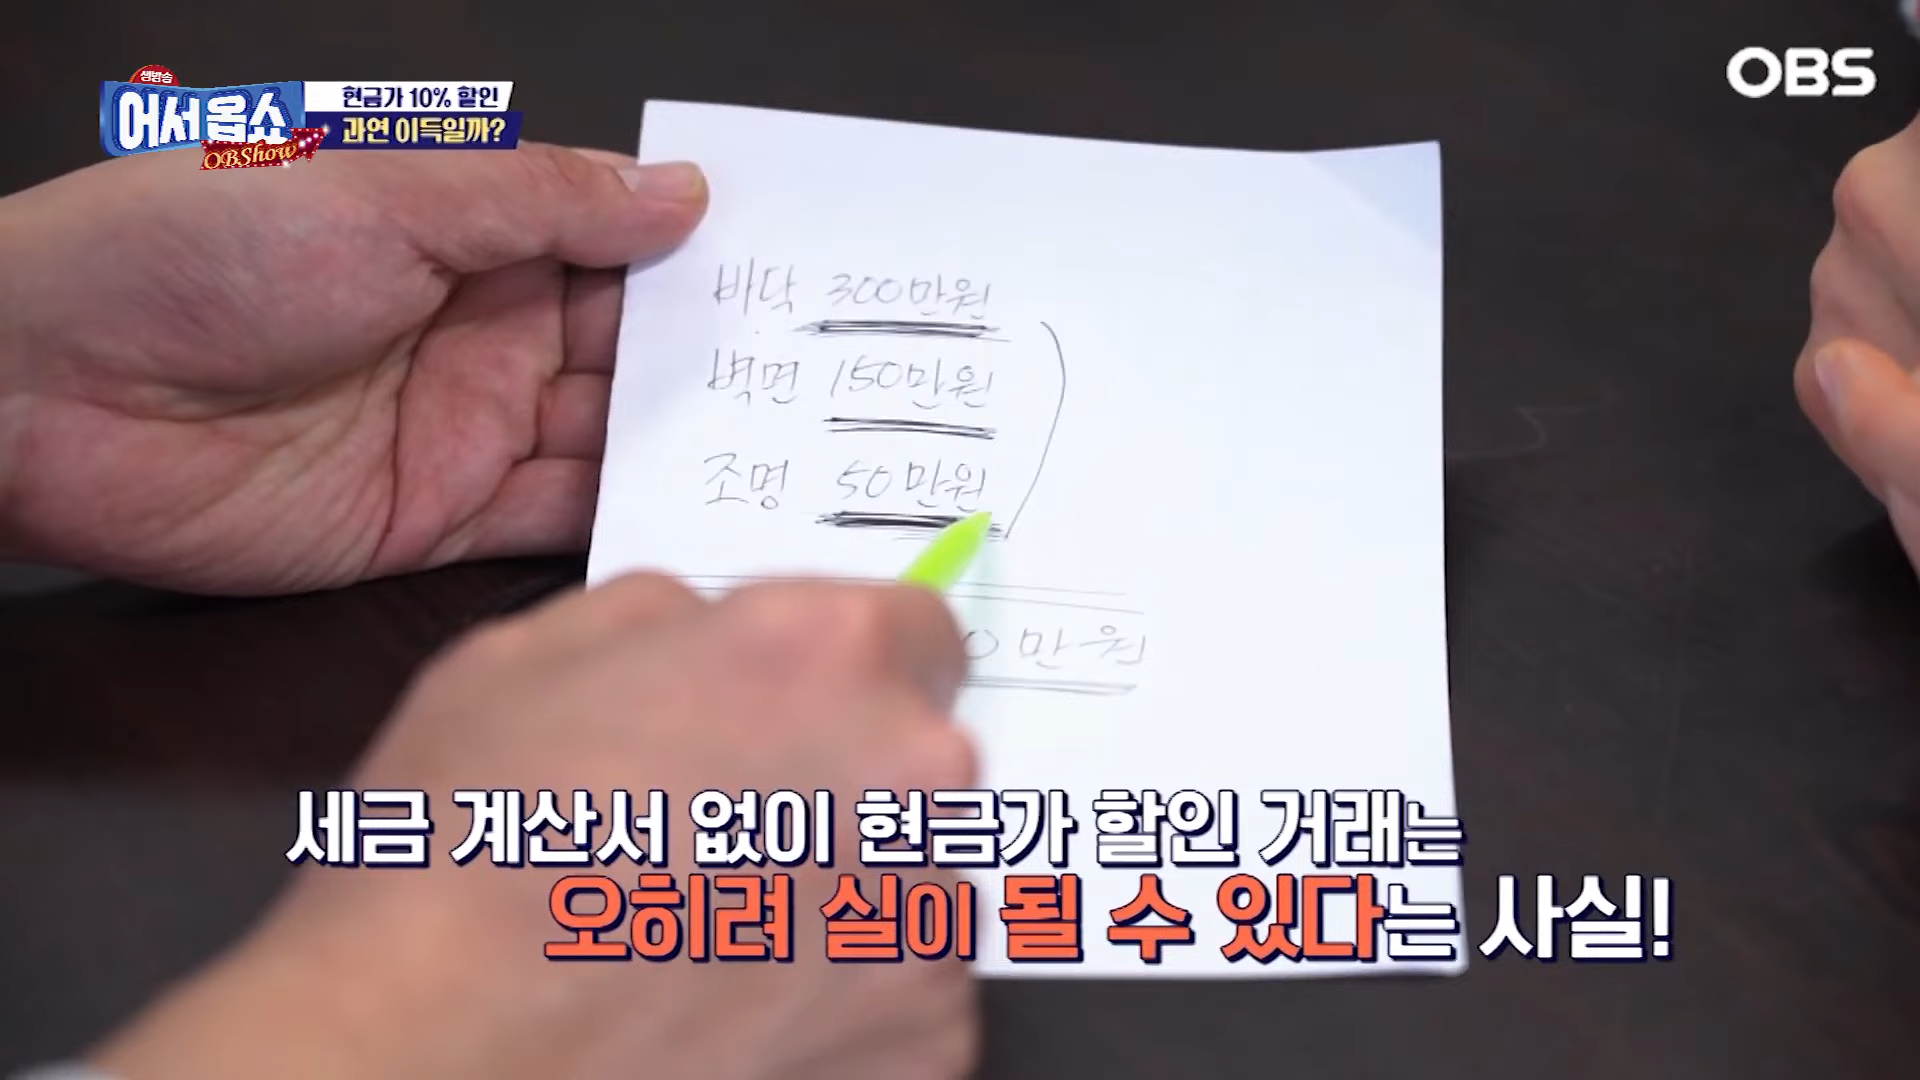 생방송
어서옵쇼
OBShow
현금가 10% 할인
과연 이득일까?
OBS
바닥 300만원
벽면 150만원
조명 50만원
0만원
세금 계산서 없이 현금가 할인 거래는
오히려 실이 될 수 있다는 사실!